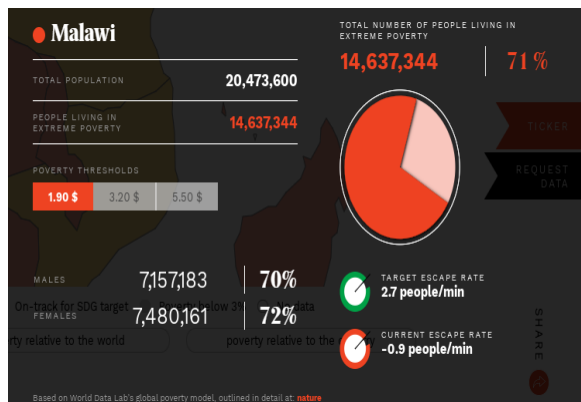 Malawi
TOTAL POPULATION 20,473,600
PEOPLE LIVING IN
EXTREME POVERTY 14,637,344
POVERTY THRESHOLDS
1.90 $ 3.20 $ 5.50 $
MALES 7,157,183 70%
On-track for SDG target Poverty below 3% No data
FEMALES 7,480,161 72%
poverty relative to the world poverty relative to the
Based on World Data Lab's global poverty model, outlined in detail at: nature
TOTAL NUMBER OF PEOPLE LIVING IN
EXTREME POVERTY
14,637,344 71%
TARGET ESCAPE RATE
2.7 people/min
CURRENT ESCAPE RATE
-0.9 people/min
TICKER
REQUEST
DATA
SHARE